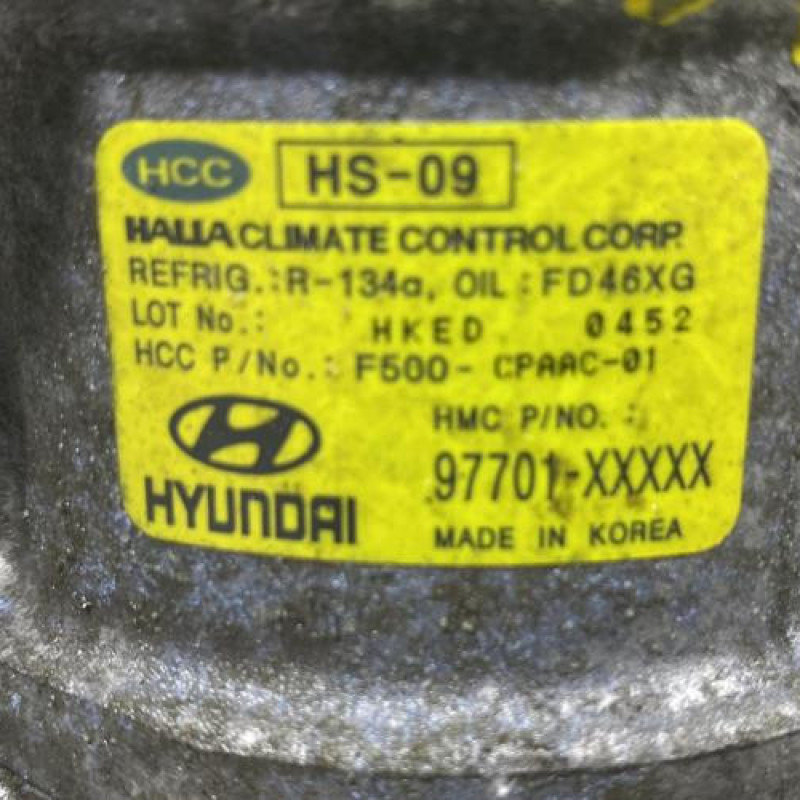 HCC HS-09
HALLA CLIMATE CONTROL CORP.
REFRIG.:R-134a, OIL : FD46XG
LOT No.: HKED 0452
HCC P/No.: F500- CPAAC-01
HMC P/NO. :
97701-XXXXX
HYUNDAI
MADE IN KOREA